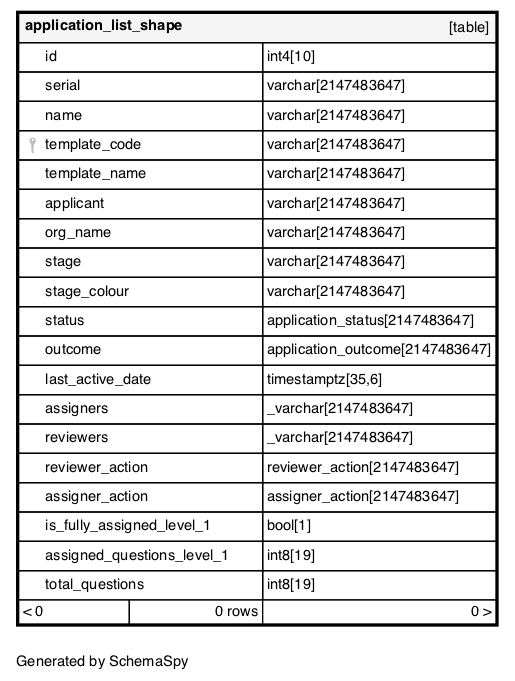 application_list_shape [table]
id int4[10]
serial varchar[2147483647]
name varchar[2147483647]
template_code varchar[2147483647]
template_name varchar[2147483647]
applicant varchar[2147483647]
org_name varchar[2147483647]
stage varchar[2147483647]
stage_colour varchar[2147483647]
status application_status[2147483647]
outcome application_outcome[2147483647]
last_active_date timestamptz[35,6]
assigners _varchar[2147483647]
reviewers _varchar[2147483647]
reviewer_action reviewer_action[2147483647]
assigner_action assigner_action[2147483647]
is_fully_assigned_level_1 bool[1]
assigned_questions_level_1 int8[19]
total_questions int8[19]
< 0 0 rows 0 >
Generated by SchemaSpy